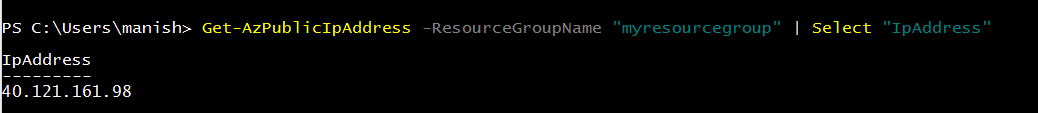 PS C:\Users\manish> Get-AzPublicIpAddress -ResourceGroupName "myresourcegroup" | Select "IpAddress"
IpAddress
---------
40.121.161.98